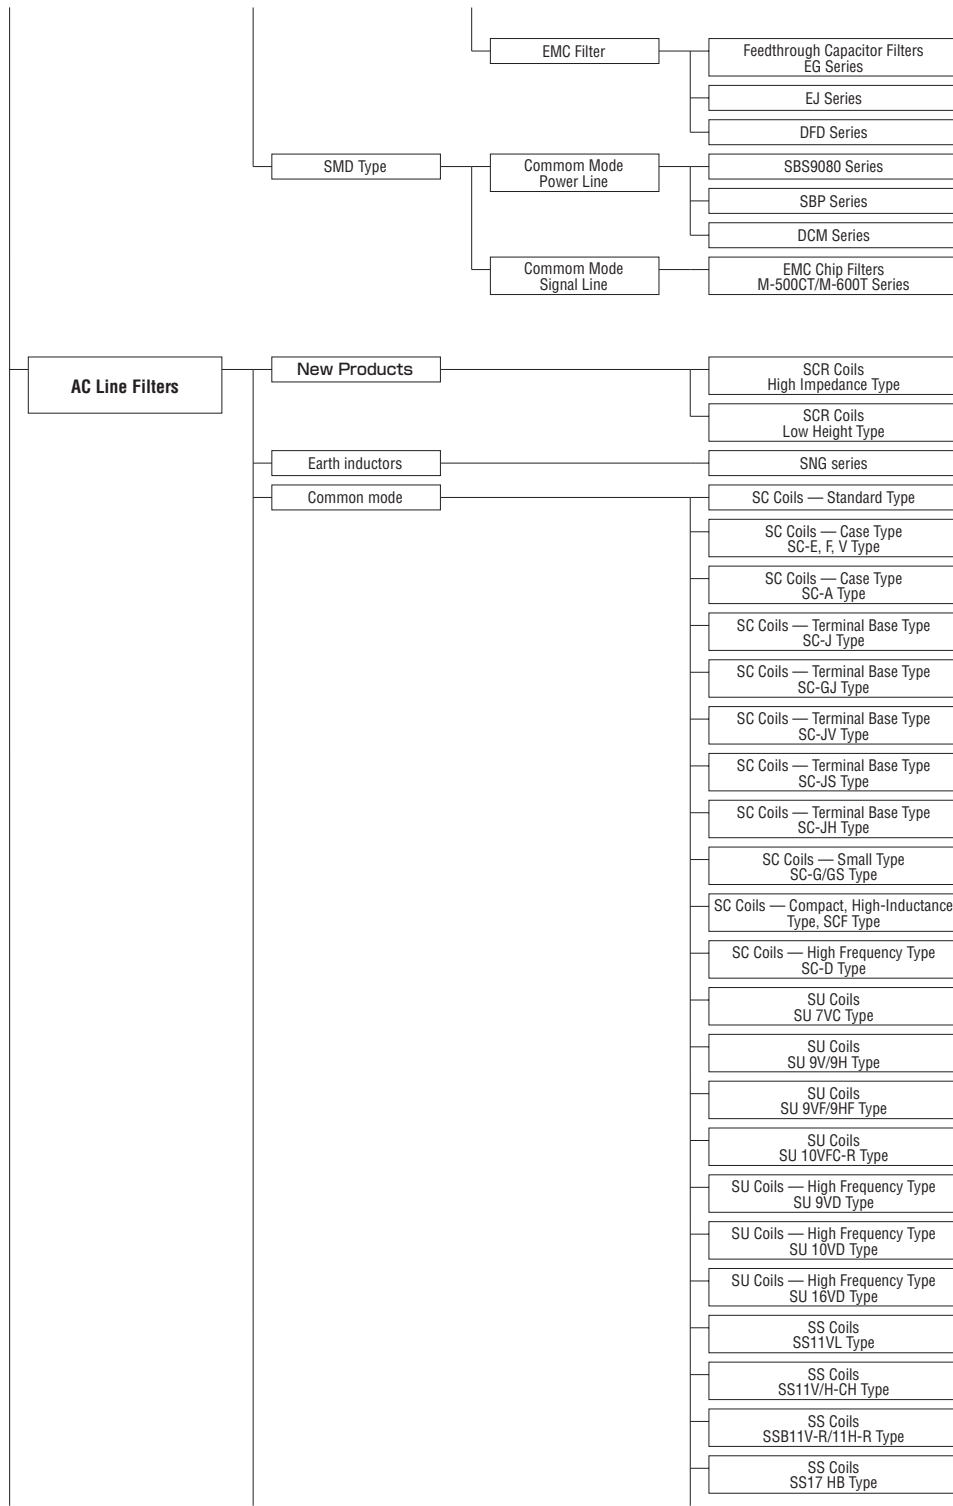 EMC Filter
Feedthrough Capacitor Filters
EG Series
EJ Series
DFD Series
SMD Type
Commom Mode
Power Line
SBS9080 Series
SBP Series
DCM Series
Commom Mode
Signal Line
EMC Chip Filters
M-500CT/M-600T Series
AC Line Filters
New Products
SCR Coils
High Impedance Type
SCR Coils
Low Height Type
Earth inductors
SNG series
Common mode
SC Coils — Standard Type
SC Coils — Case Type
SC-E, F, V Type
SC Coils — Case Type
SC-A Type
SC Coils — Terminal Base Type
SC-J Type
SC Coils — Terminal Base Type
SC-GJ Type
SC Coils — Terminal Base Type
SC-JV Type
SC Coils — Terminal Base Type
SC-JS Type
SC Coils — Terminal Base Type
SC-JH Type
SC Coils — Small Type
SC-G/GS Type
SC Coils — Compact, High-Inductance
Type, SCF Type
SC Coils — High Frequency Type
SC-D Type
SU Coils
SU 7VC Type
SU Coils
SU 9V/9H Type
SU Coils
SU 9VF/9HF Type
SU Coils
SU 10VFC-R Type
SU Coils — High Frequency Type
SU 9VD Type
SU Coils — High Frequency Type
SU 10VD Type
SU Coils — High Frequency Type
SU 16VD Type
SS Coils
SS11VL Type
SS Coils
SS11V/H-CH Type
SS Coils
SSB11V-R/11H-R Type
SS Coils
SS17 HB Type